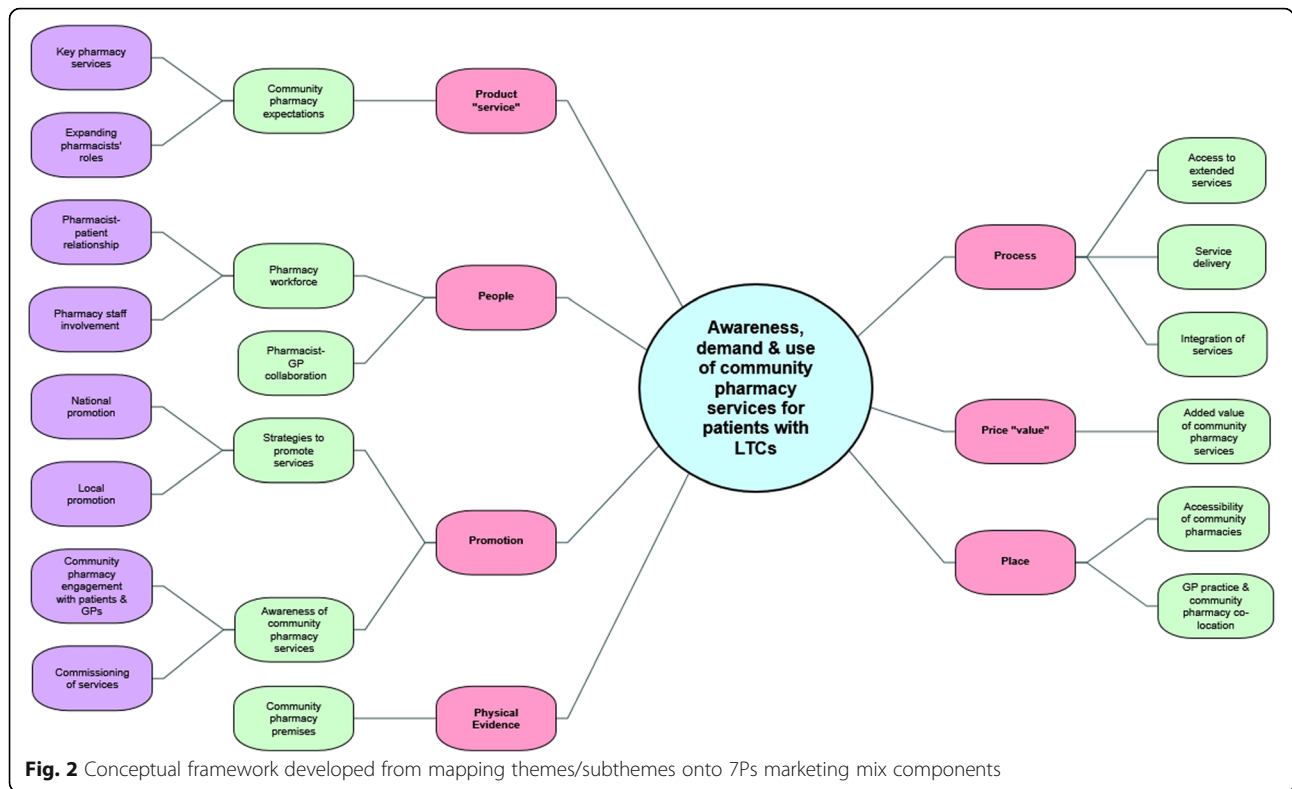 Key pharmacy
services
Expanding
pharmacists'
roles
Pharmacist-
patient
relationship
Pharmacy staff
involvement
National
promotion
Local
promotion
Community
pharmacy
engagement
with patients &
GPs
Commissioning
of services
Community
pharmacy
expectations
Pharmacy
workforce
Pharmacist-
GP
collaboration
Strategies to
promote
services
Awareness of
community
pharmacy
services
Community
pharmacy
premises
Product
"service"
People
Promotion
Physical
Evidence
Awareness,
demand & use
of community
pharmacy
services for
patients with
LTCs
Process
Price "value"
Place
Access to
extended
services
Service
delivery
Integration of
services
Added value
of community
pharmacy
services
Accessibility
of community
pharmacies
GP practice &
community
pharmacy co-
location
Fig. 2 Conceptual framework developed from mapping themes/subthemes onto 7Ps marketing mix components